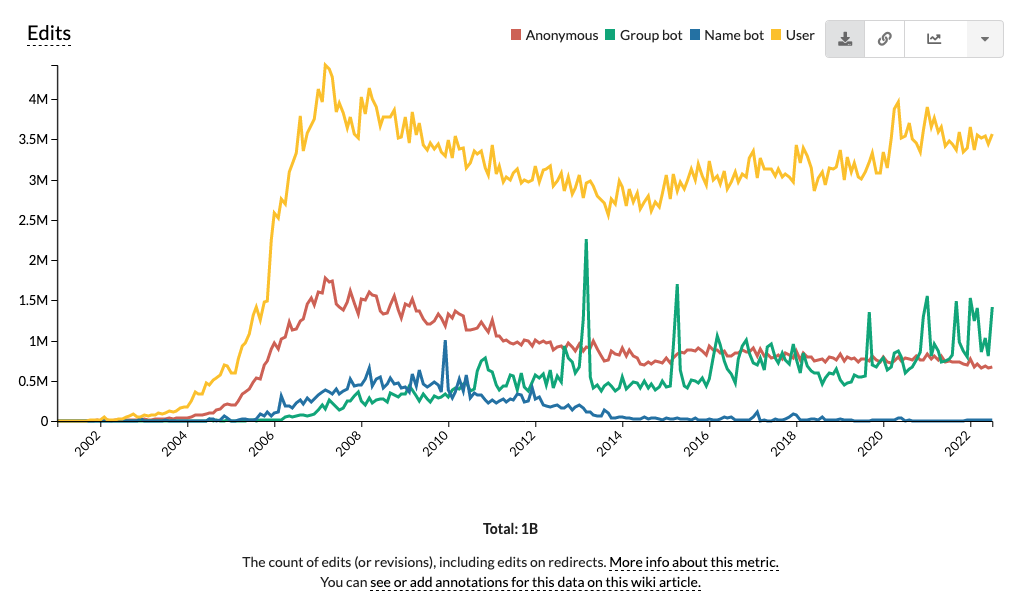 Edits
Anonymous Group bot Name bot User
4M
3.5M
3M
2.5M
2M
1.5M
1M
0.5M
0
2002 2004 2006 2008 2010 2012 2014 2016 2018 2020 2022
Total: 1B
The count of edits (or revisions), including edits on redirects. More info about this metric.
You can see or add annotations for this data on this wiki article.